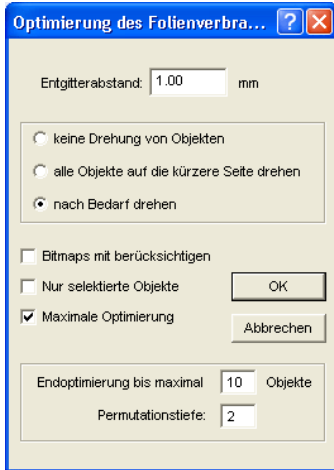 Optimierung des Folienverbra...
Entgitterabstand: 1.00 mm
keine Drehung von Objekten
alle Objekte auf die kürzere Seite drehen
nach Bedarf drehen
Bitmaps mit berücksichtigen
Nur selektierte Objekte
OK
Maximale Optimierung
Abbrechen
Endoptimierung bis maximal 10 Objekte
Permutationstiefe: 2